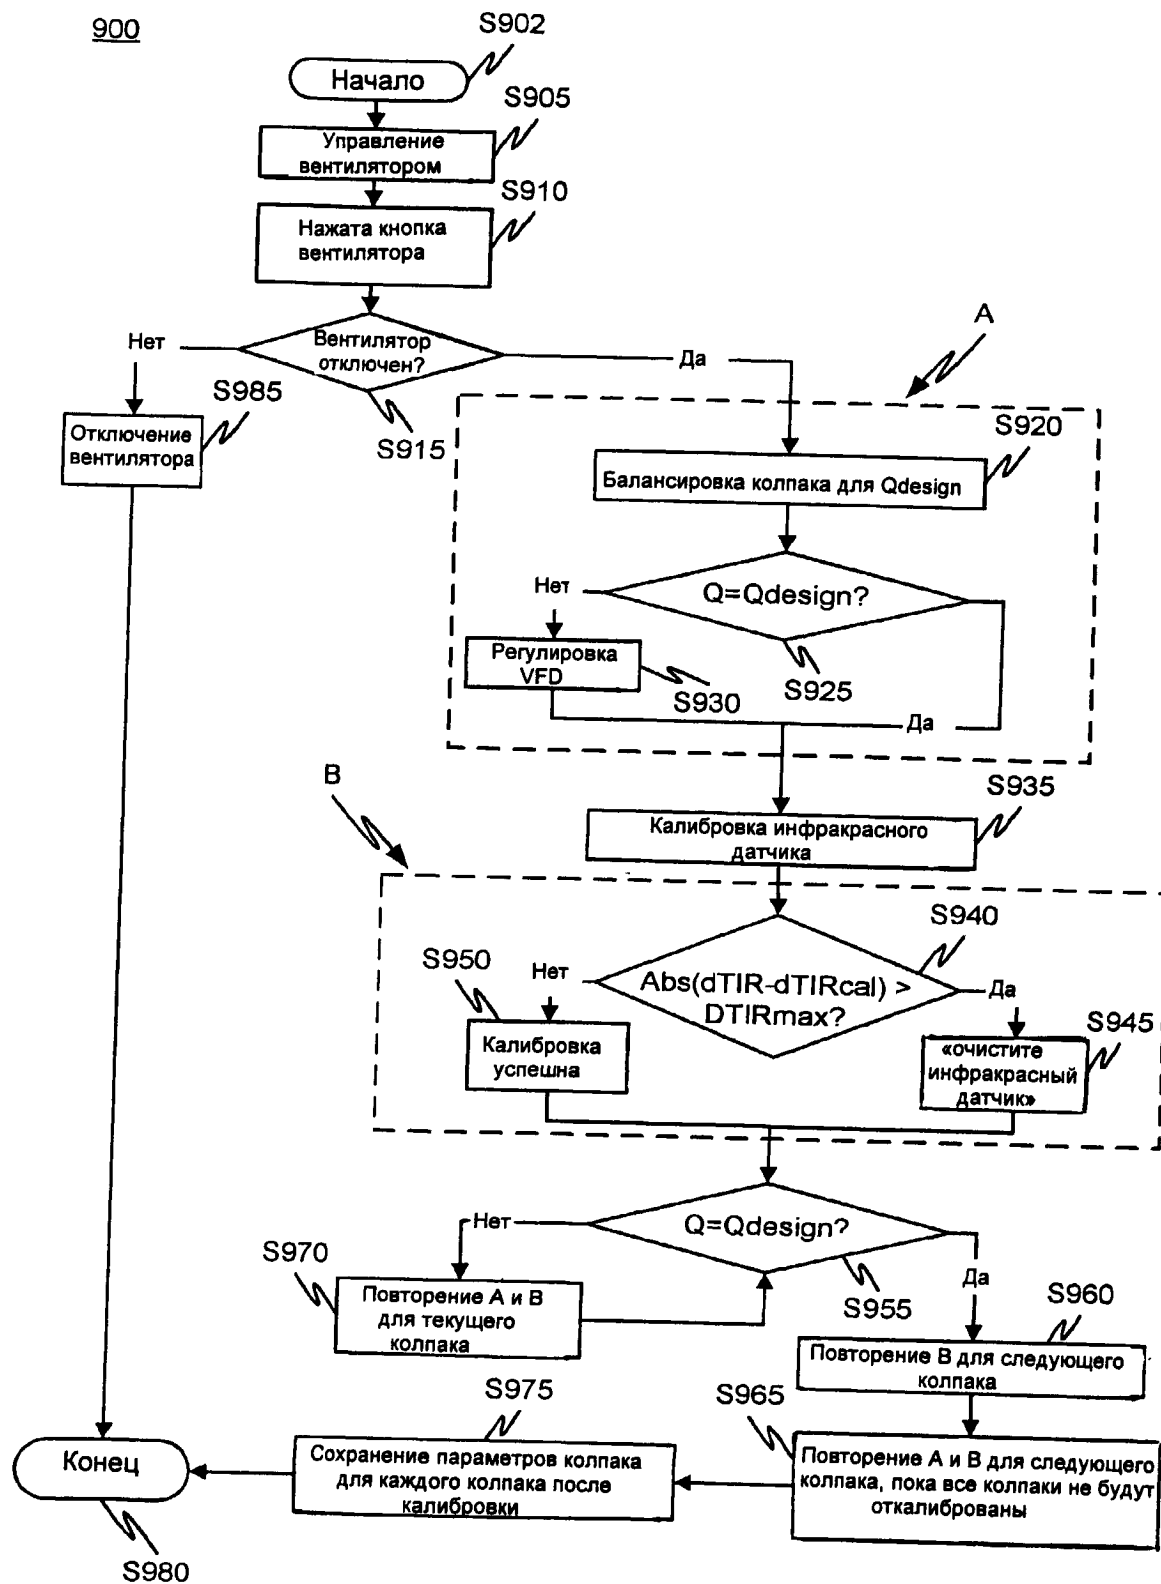 900
S902
Начало
S905
Управление
вентилятором
S910
Нажата кнопка
вентилятора
A
Нет
Вентилятор
отключен?
Да
S985
S915
Отключение
вентилятора
S920
Балансировка колпака для Qdesign
Нет
Q=Qdesign?
S925
Регулировка
VFD
S930
Да
B
S935
Калибровка инфракрасного
датчика
S940
S950
Нет
Abs(dTIR-dTIRcal) >
DTIRmax?
Да
S945
Калибровка
успешна
«очистите
инфракрасный
датчик»
Нет
Q=Qdesign?
S970
Да
S955
Повторение А и В
для текущего
колпака
S960
Повторение В для следующего
колпака
S975
S965
Конец
Сохранение параметров колпака
для каждого колпака после
калибровки
Повторение А и В для следующего
колпака, пока все колпаки не будут
откалиброваны
S980